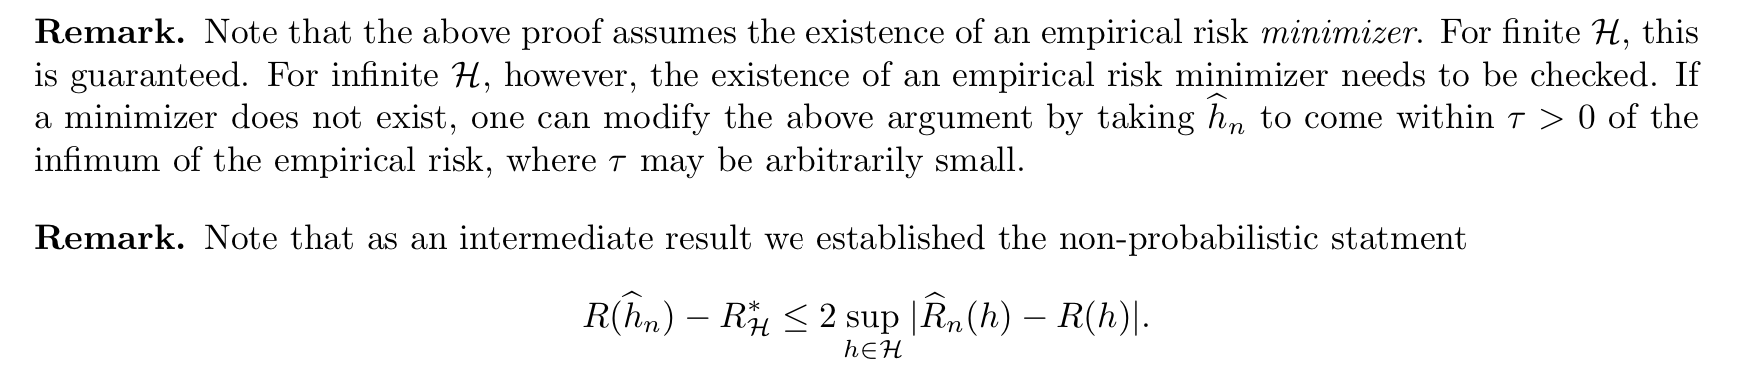 Remark. Note that the above proof assumes the existence of an empirical risk minimizer. For finite ℋ, this
is guaranteed. For infinite ℋ, however, the existence of an empirical risk minimizer needs to be checked. If
a minimizer does not exist, one can modify the above argument by taking ĥₙ to come within τ > 0 of the
infimum of the empirical risk, where τ may be arbitrarily small.
Remark. Note that as an intermediate result we established the non-probabilistic statment
R(ĥₙ) − R*_ℋ ≤ 2 sup_{h∈ℋ} |R̂ₙ(h) − R(h)|.